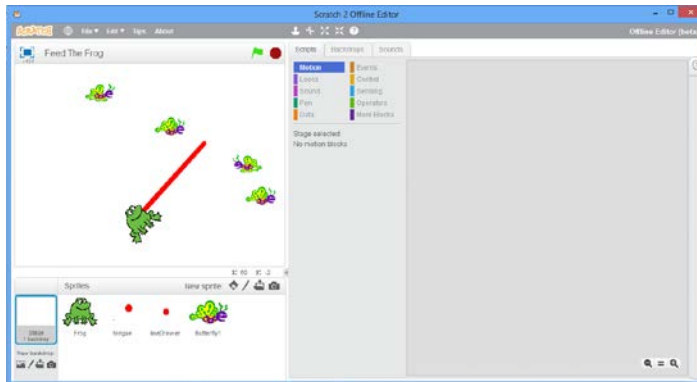 Scratch 2 Offline Editor
SCRATCH File Edit Tips About
Offline Editor (beta
Feed The Frog
Scripts Backdrops Sounds
Motion Events
Looks Control
Sound Sensing
Pen Operators
Data More blocks
Stage selected:
No motion blocks
Sprites New sprite
Stage
1 backdrop
Frog tongue Butterfly1
New backdrop